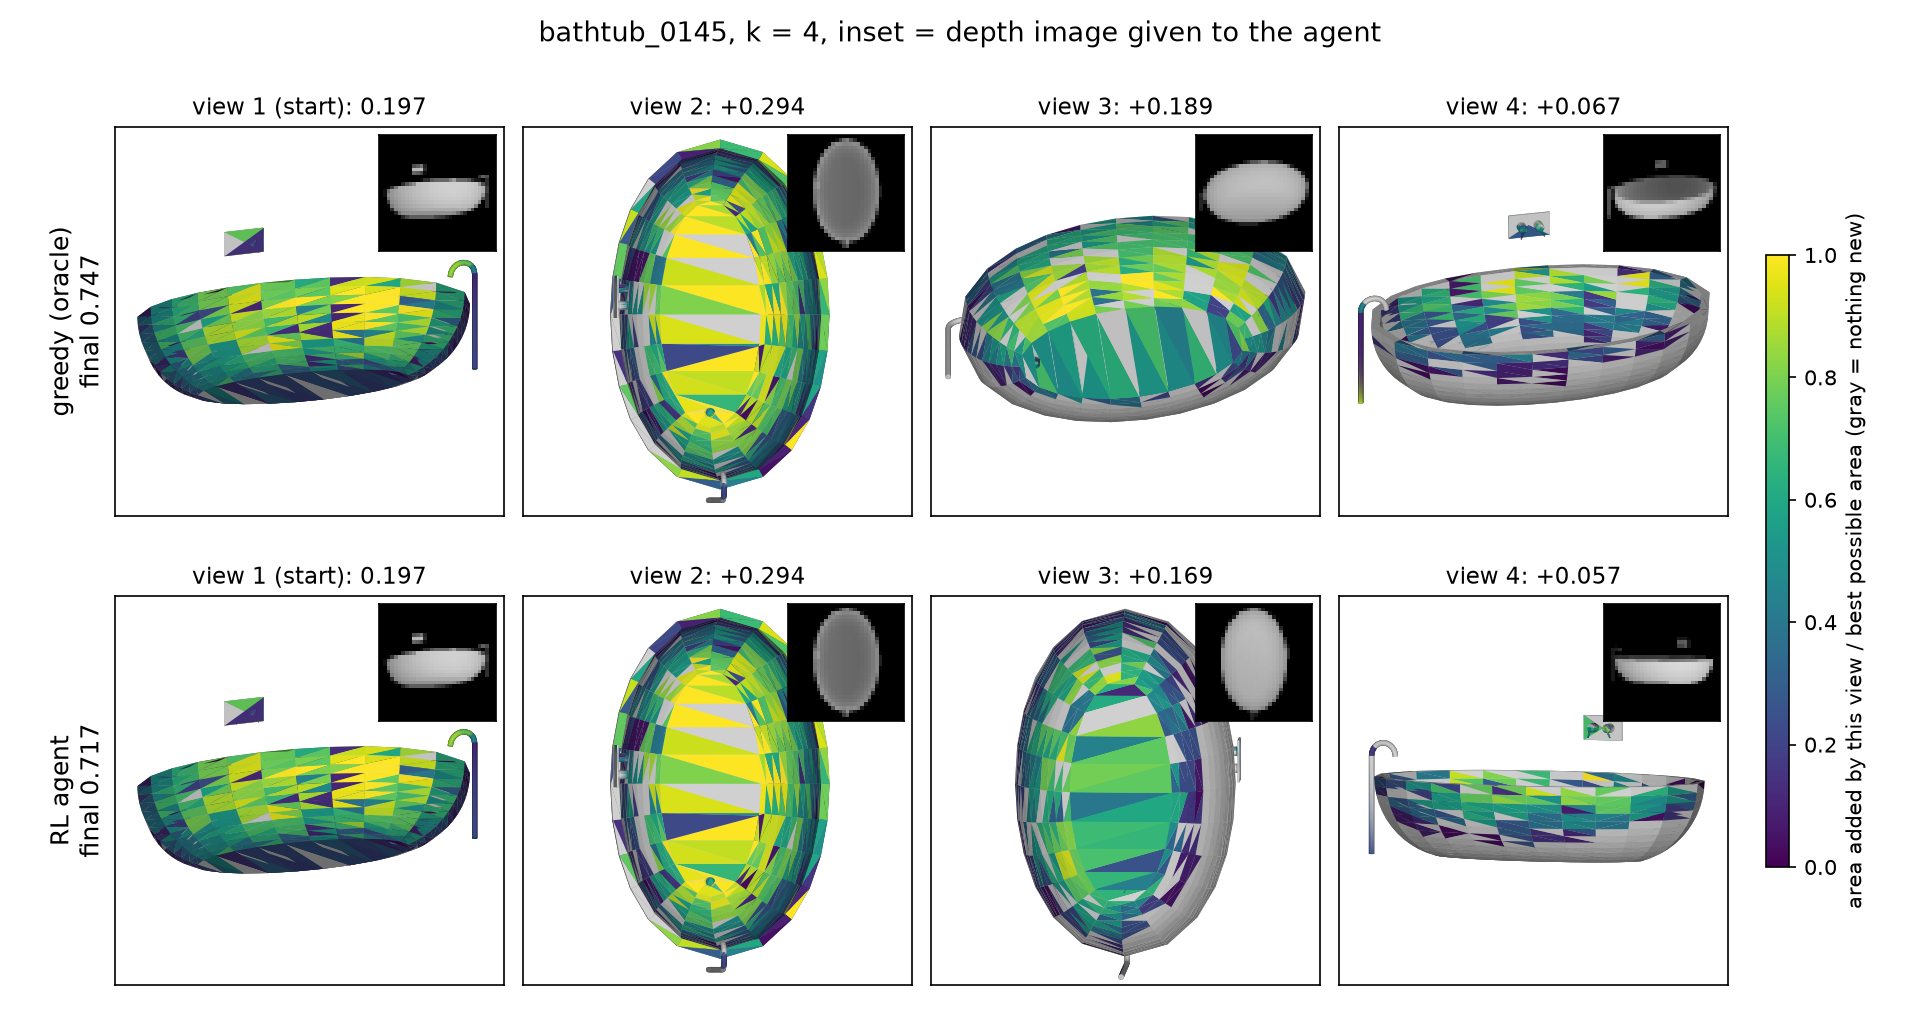 bathtub_0145, k = 4, inset = depth image given to the agent
view 1 (start): 0.197
view 2: +0.294
view 3: +0.189
view 4: +0.067
greedy (oracle)
final 0.747
view 1 (start): 0.197
view 2: +0.294
view 3: +0.169
view 4: +0.057
RL agent
final 0.717
1.0
0.8
0.6
0.4
0.2
0.0
area added by this view / best possible area (gray = nothing new)